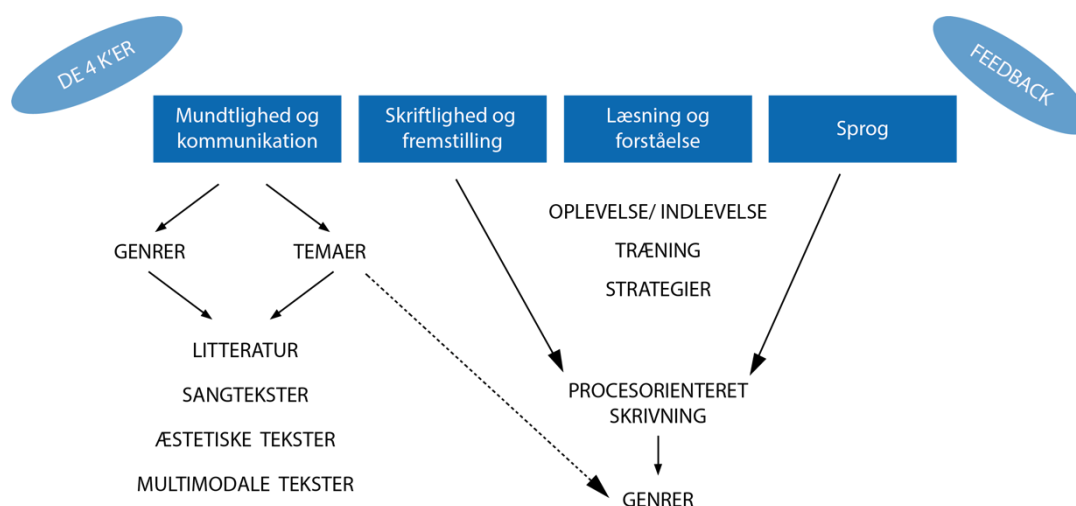 DE 4 K'ER
FEEDBACK
Mundtlighed og
kommunikation
Skriftlighed og
fremstilling
Læsning og
forståelse
Sprog
OPLEVELSE/ INDLEVELSE
TRÆNING
STRATEGIER
GENRER
TEMAER
LITTERATUR
SANGTEKSTER
ÆSTETISKE TEKSTER
MULTIMODALE TEKSTER
PROCESORIENTERET
SKRIVNING
GENRER